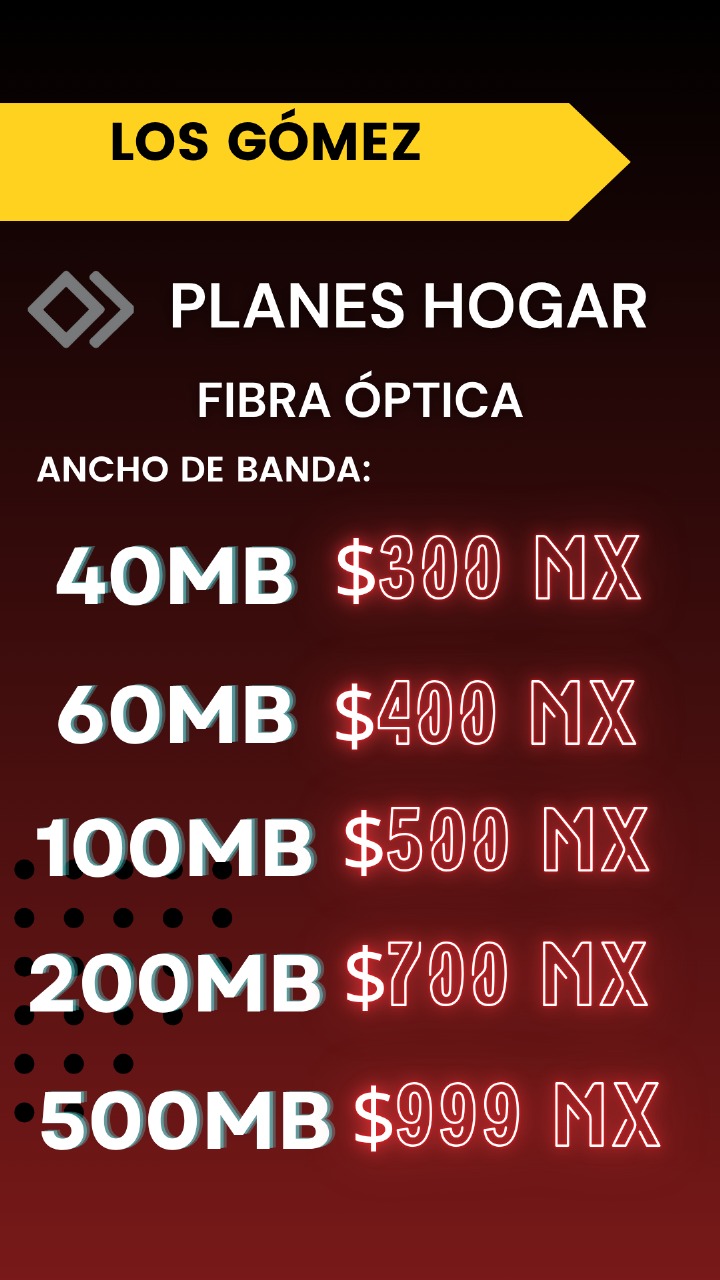 LOS GÓMEZ
PLANES HOGAR
FIBRA ÓPTICA
ANCHO DE BANDA:
40MB $300 MX
60MB $400 MX
100MB $500 MX
200MB $700 MX
500MB $999 MX